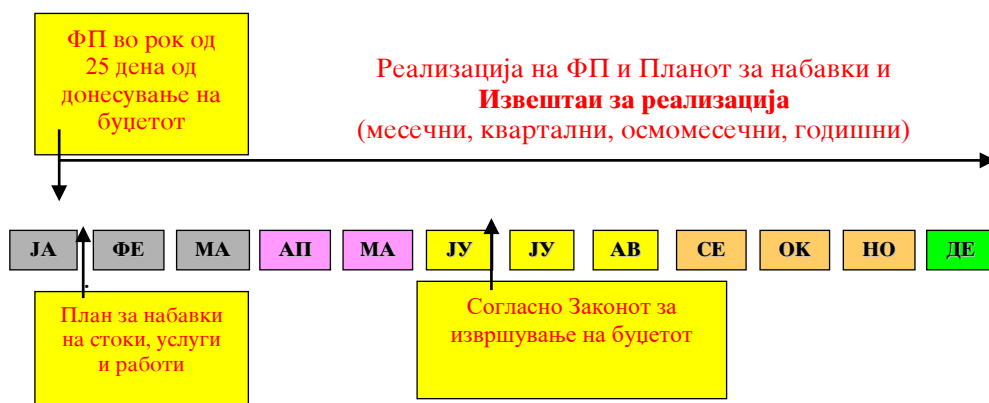 ФП во рок од
25 дена од
донесување на
буџетот
Реализација на ФП и Планот за набавки и
Извештаи за реализација
(месечни, квартални, осмомесечни, годишни)
ЈА ФЕ МА АП МА ЈУ ЈУ АВ СЕ ОК НО ДЕ
План за набавки
на стоки, услуги
и работи
Согласно Законот за
извршување на буџетот